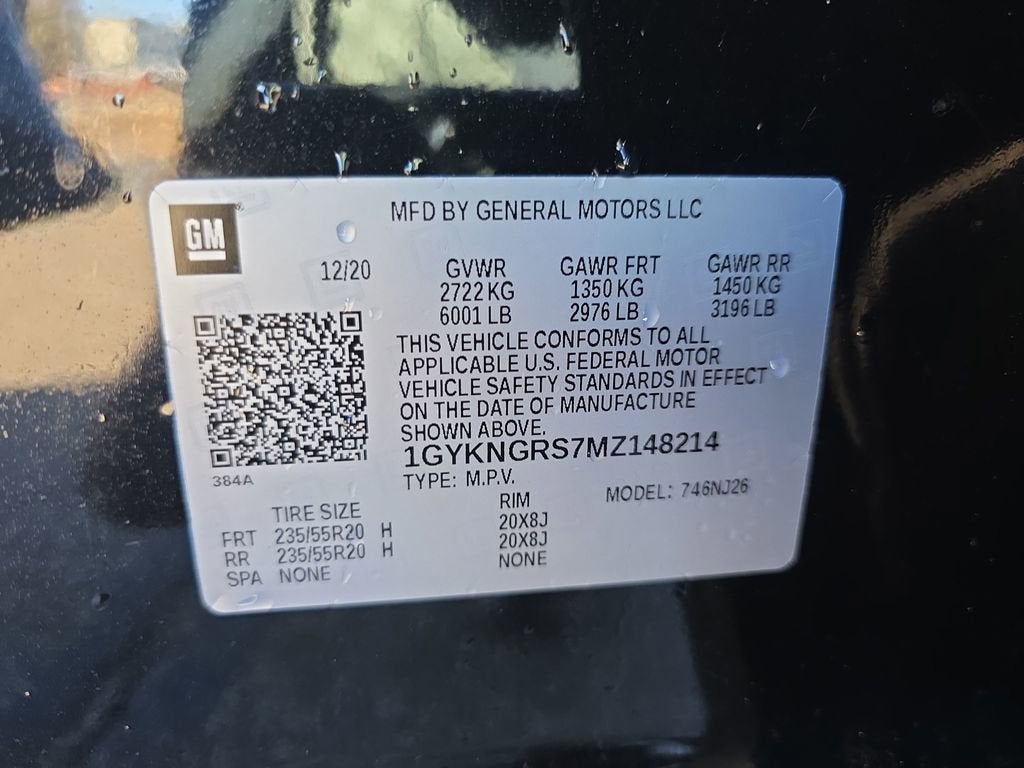 MFD BY GENERAL MOTORS LLC
GM
12/20
GVWR GAWR FRT GAWR RR
2722 KG 1350 KG 1450 KG
6001 LB 2976 LB 3196 LB
THIS VEHICLE CONFORMS TO ALL
APPLICABLE U.S. FEDERAL MOTOR
VEHICLE SAFETY STANDARDS IN EFFECT
ON THE DATE OF MANUFACTURE
SHOWN ABOVE.
1GYKNGRS7MZ148214
384A
TYPE: M.P.V. MODEL: 746NJ26
TIRE SIZE RIM
FRT 235/55R20 H 20X8J
RR 235/55R20 H 20X8J
SPA NONE NONE